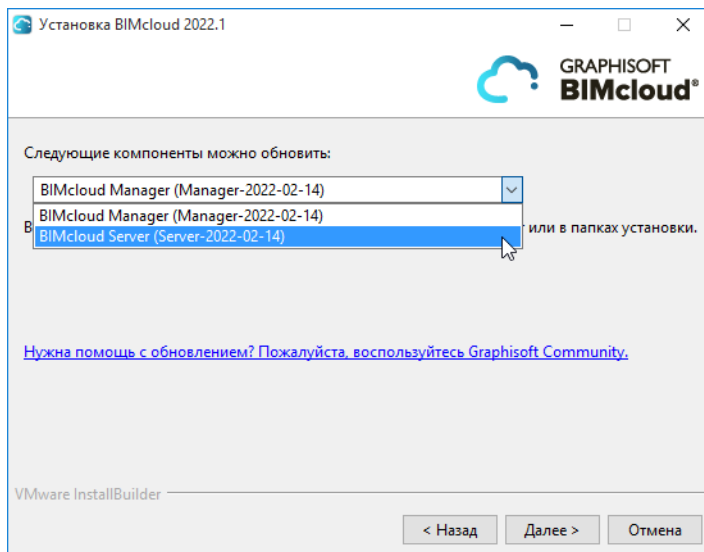 Установка BIMcloud 2022.1
GRAPHISOFT
BIMcloud®
Следующие компоненты можно обновить:
BIMcloud Manager (Manager-2022-02-14)
BIMcloud Manager (Manager-2022-02-14)
В или в папках установки.
BIMcloud Server (Server-2022-02-14)
Нужна помощь с обновлением? Пожалуйста, воспользуйтесь Graphisoft Community.
VMware InstallBuilder
< Назад Далее > Отмена